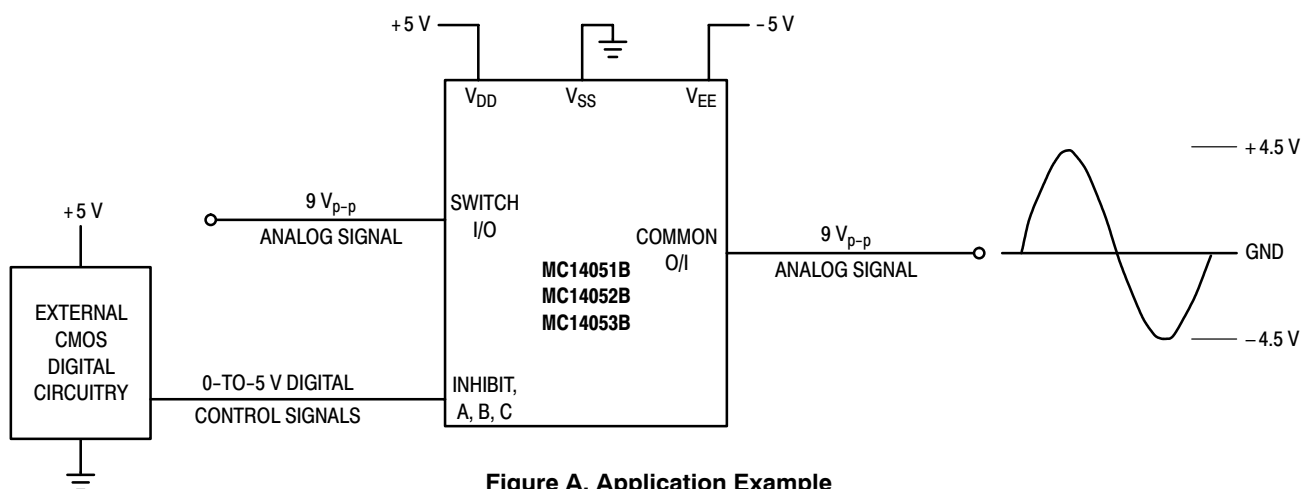 +5 V
−5 V
VDD
VSS
VEE
+4.5 V
9 Vp−p
ANALOG SIGNAL
SWITCH
I/O
+5 V
COMMON
O/I
9 Vp−p
ANALOG SIGNAL
GND
MC14051B
MC14052B
MC14053B
EXTERNAL
CMOS
DIGITAL
CIRCUITRY
−4.5 V
0−TO−5 V DIGITAL
CONTROL SIGNALS
INHIBIT,
A, B, C
Figure A. Application Example